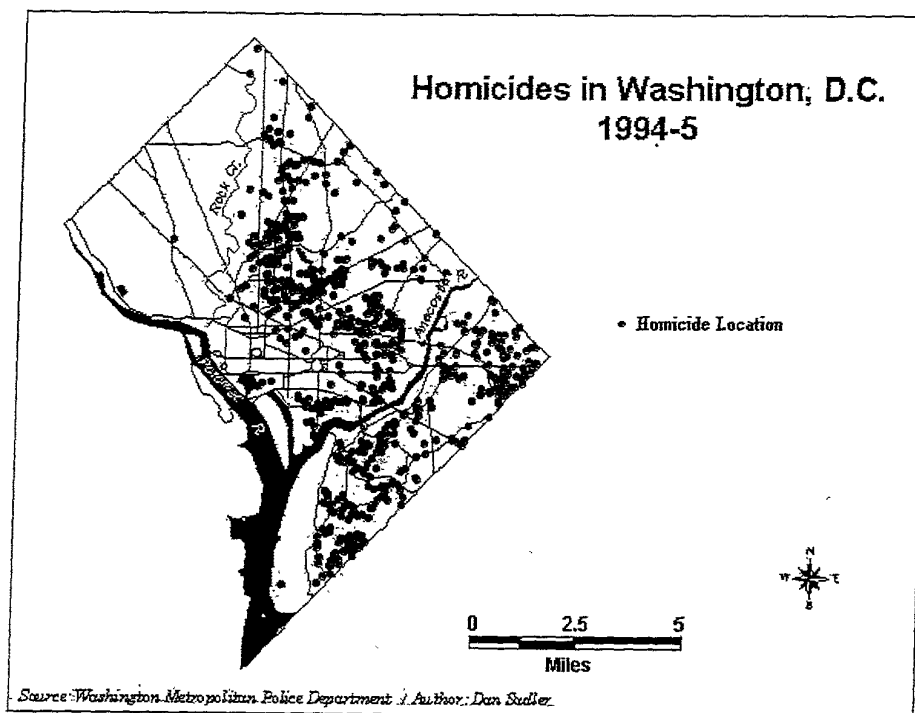 Homicides in Washington, D.C.
1994-5
Rock Cr.
Anacostia R.
Potomac R.
• Homicide Location
N
W E
S
0 2.5 5
Miles
Source: Washington Metropolitan Police Department / Author: Dan Sadler